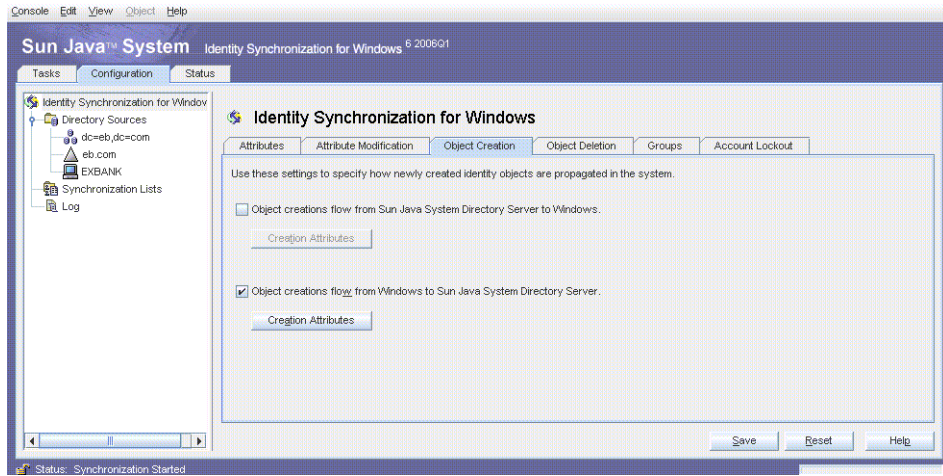 Console Edit View Object Help
Sun Java™ System Identity Synchronization for Windows 6 2006Q1
Tasks Configuration Status
Identity Synchronization for Window
Directory Sources
dc=eb,dc=com
eb.com
EXBANK
Synchronization Lists
Log
Identity Synchronization for Windows
Attributes Attribute Modification Object Creation Object Deletion Groups Account Lockout
Use these settings to specify how newly created identity objects are propagated in the system.
Object creations flow from Sun Java System Directory Server to Windows.
Creation Attributes
Object creations flow from Windows to Sun Java System Directory Server.
Creation Attributes
Save Reset Help
Status: Synchronization Started